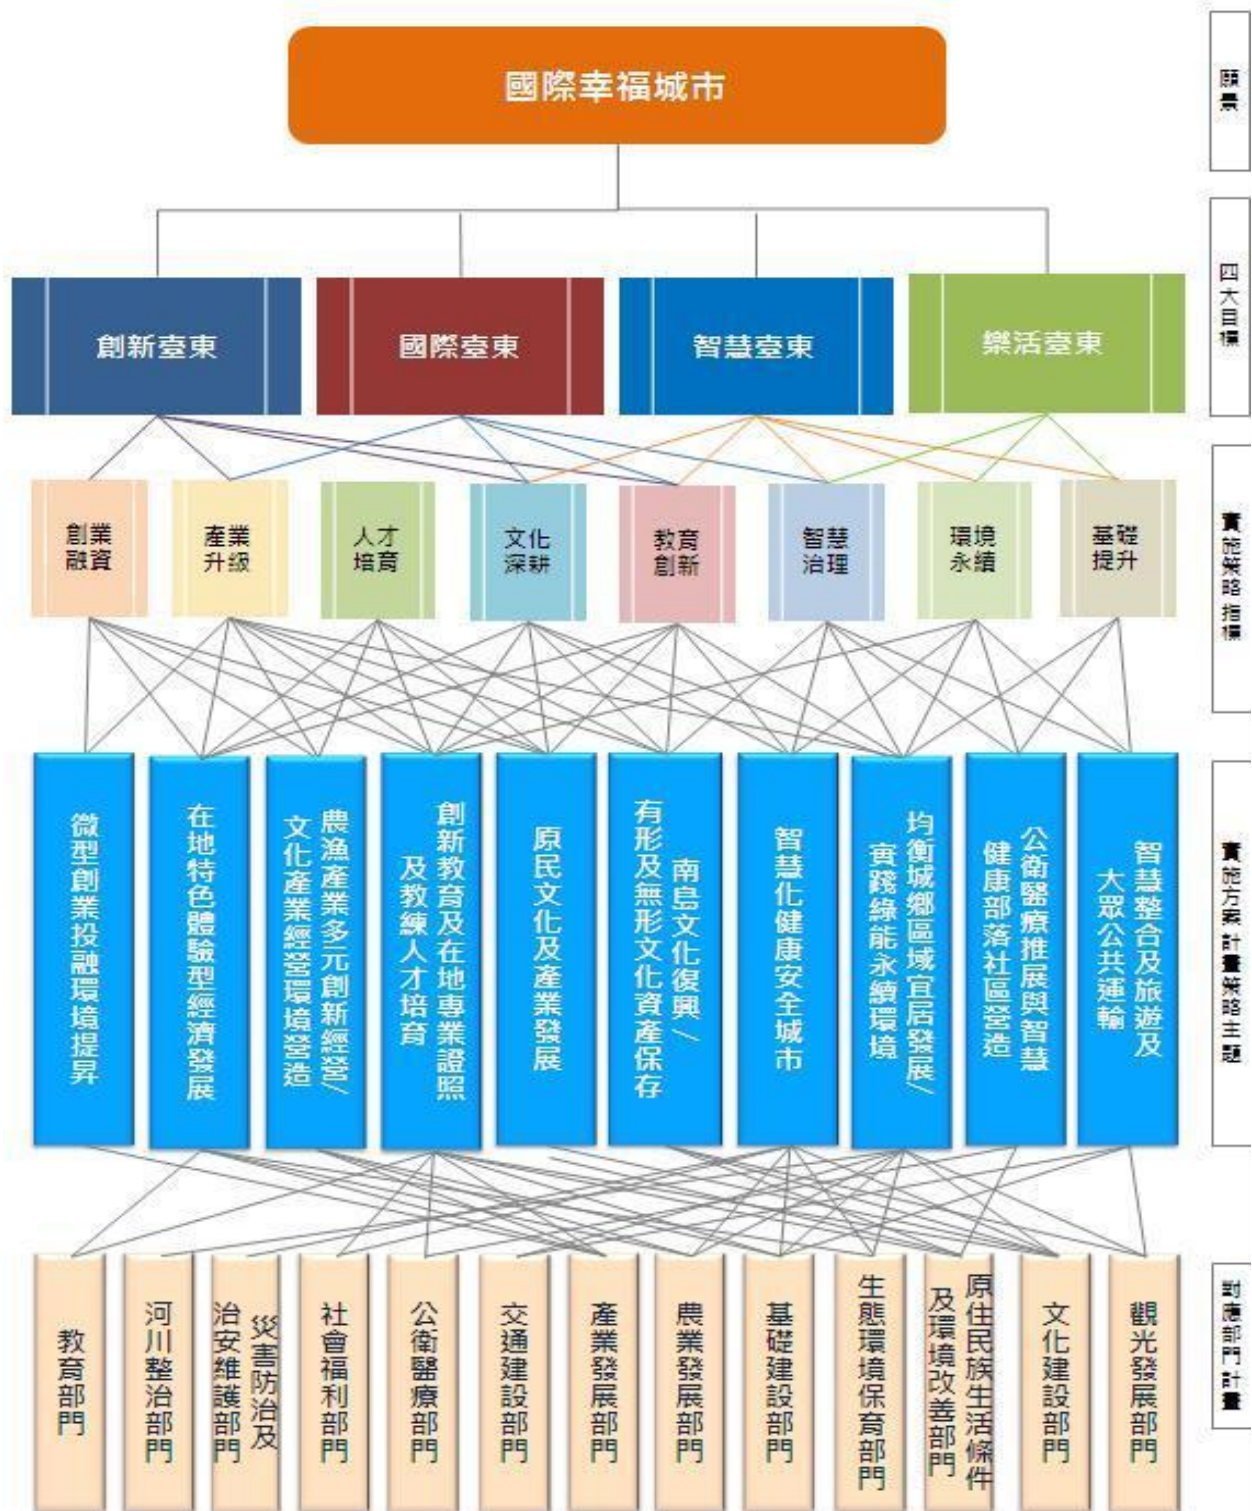 國際幸福城市
願景
創新臺東
國際臺東
智慧臺東
樂活臺東
四大目標
創業
融資
產業
升級
人才
培育
文化
深耕
教育
創新
智慧
治理
環境
永續
基礎
提升
實施策略指標
微型創業投融環境提昇
在地特色體驗型經濟發展
農漁產業多元創新經營/
文化產業經營環境營造
創新教育及在地專業證照
及教練人才培育
原民文化及產業發展
南島文化復興/
有形及無形文化資產保存
智慧化健康安全城市
均衡城鄉區域宜居發展/
實踐綠能永續環境
公衛醫療推展與智慧
健康部落社區營造
智慧整合及旅遊及
大眾公共運輸
實施方案計畫策略主題
教育部門
河川整治部門
災害防治及
治安維護部門
社會福利部門
公衛醫療部門
交通建設部門
產業發展部門
農業發展部門
基礎建設部門
生態環境保育部門
原住民族生活條件
及環境改善部門
文化建設部門
觀光發展部門
對應部門計畫